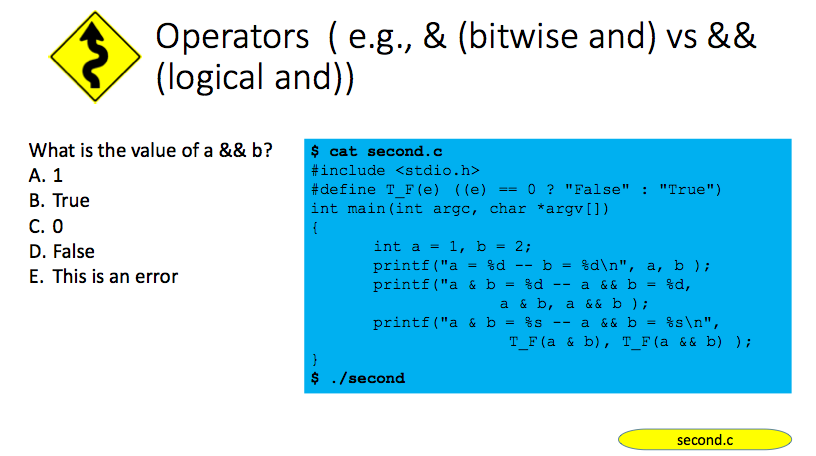 Operators ( e.g., & (bitwise and) vs &&
(logical and))
What is the value of a && b?
A. 1
B. True
C. 0
D. False
E. This is an error
$ cat second.c
#include <stdio.h>
#define T_F(e) ((e) == 0 ? "False" : "True")
int main(int argc, char *argv[])
{
int a = 1, b = 2;
printf("a = %d -- b = %d\n", a, b );
printf("a & b = %d -- a && b = %d,
a & b, a && b );
printf("a & b = %s -- a && b = %s\n",
T_F(a & b), T_F(a && b) );
}
$ ./second
second.c